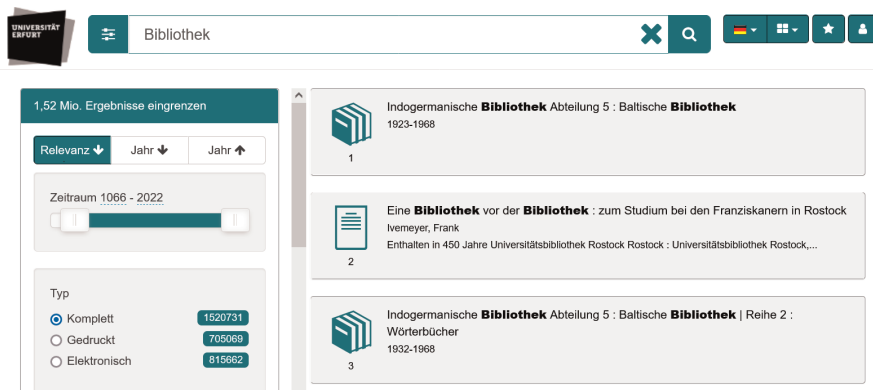 UNIVERSITÄT
ERFURT
Bibliothek
1,52 Mio. Ergebnisse eingrenzen
Relevanz Jahr Jahr
Zeitraum 1066 - 2022
Typ
Komplett 1520731
Gedruckt 705069
Elektronisch 815662
Indogermanische Bibliothek Abteilung 5 : Baltische Bibliothek
1923-1968
1
Eine Bibliothek vor der Bibliothek : zum Studium bei den Franziskanern in Rostock
Ivemeyer, Frank
Enthalten in 450 Jahre Universitätsbibliothek Rostock Rostock : Universitätsbibliothek Rostock,...
2
Indogermanische Bibliothek Abteilung 5 : Baltische Bibliothek | Reihe 2 :
Wörterbücher
1932-1968
3